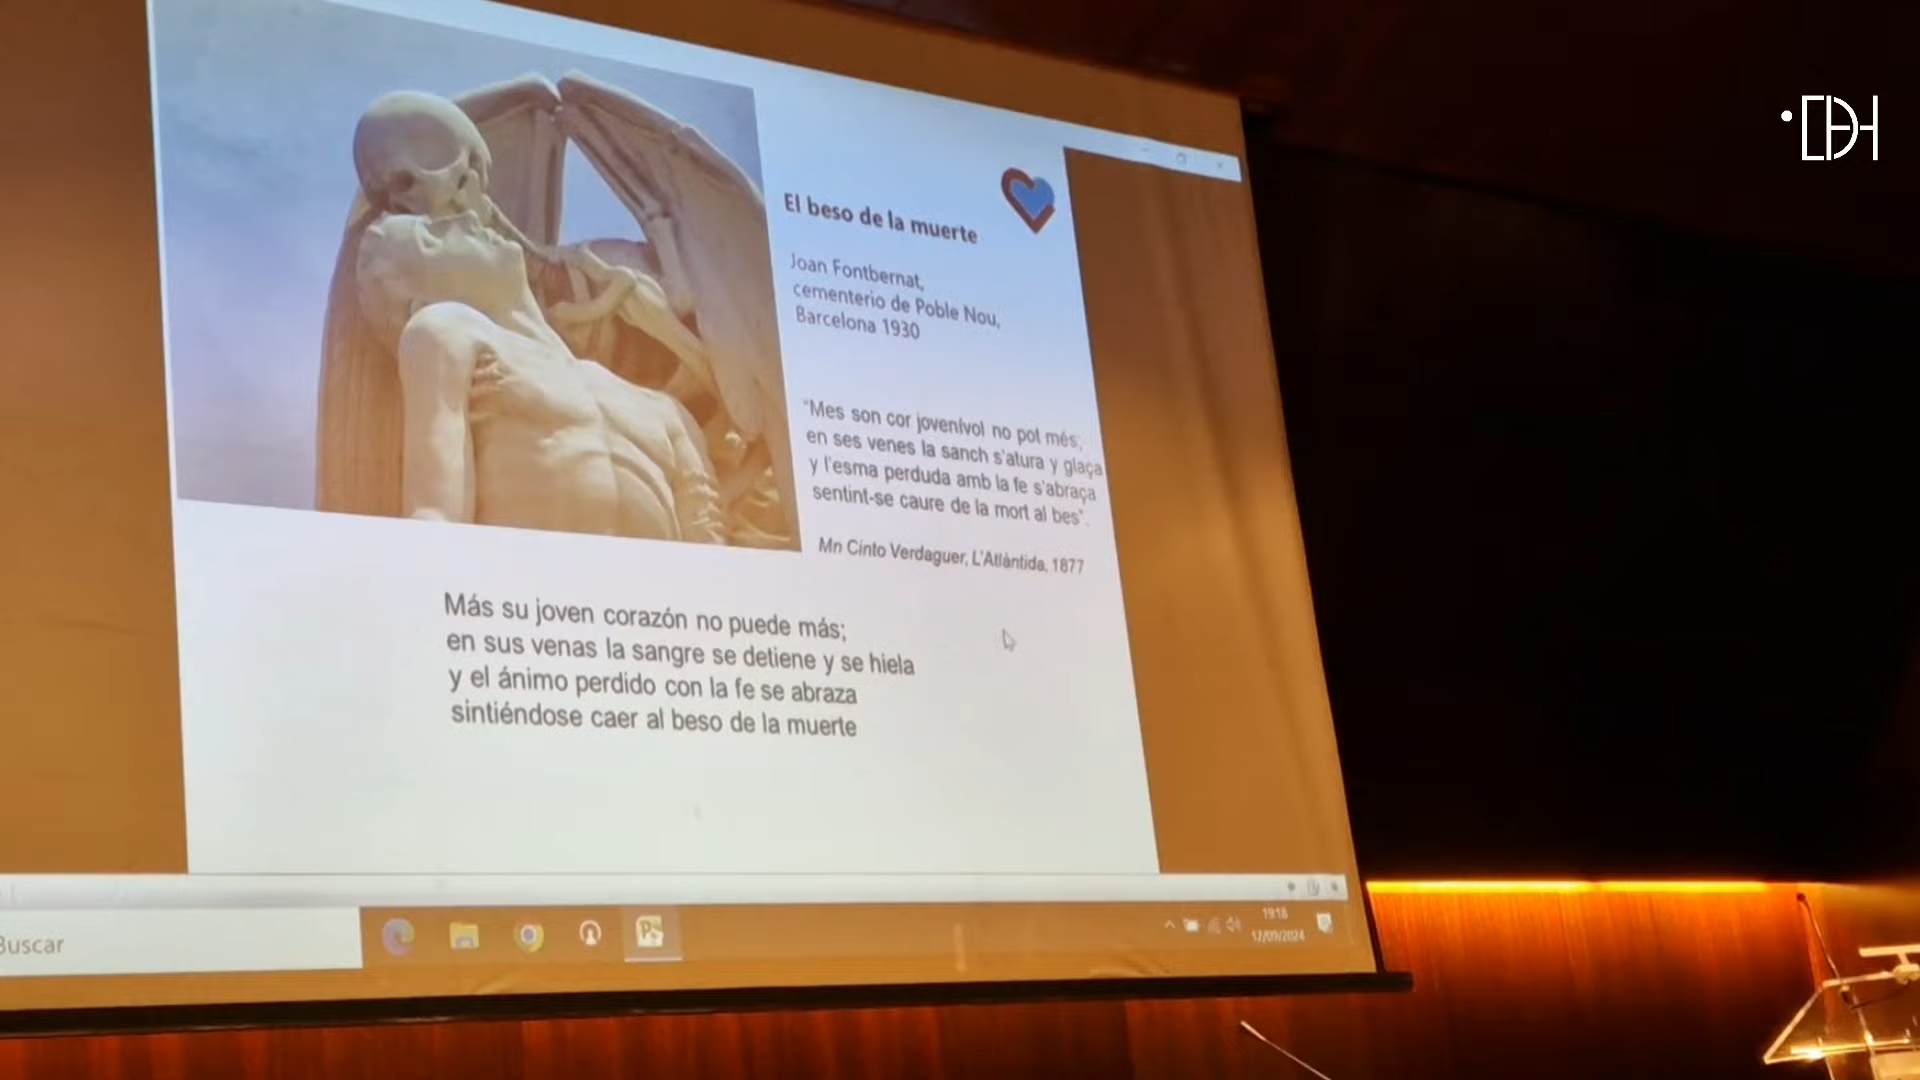 El beso de la muerte
Joan Fontbernat,
cementerio de Poble Nou,
Barcelona 1930
"Mes son cor jovenívol no pot més;
en ses venes la sanch s'atura y glaça
y l'esma perduda amb la fe s'abraça
sentint-se caure de la mort al bes".
Mn Cinto Verdaguer, L'Atlàntida, 1877
Más su joven corazón no puede más;
en sus venas la sangre se detiene y se hiela
y el ánimo perdido con la fe se abraza
sintiéndose caer al beso de la muerte
Buscar
19:18
17/09/2024